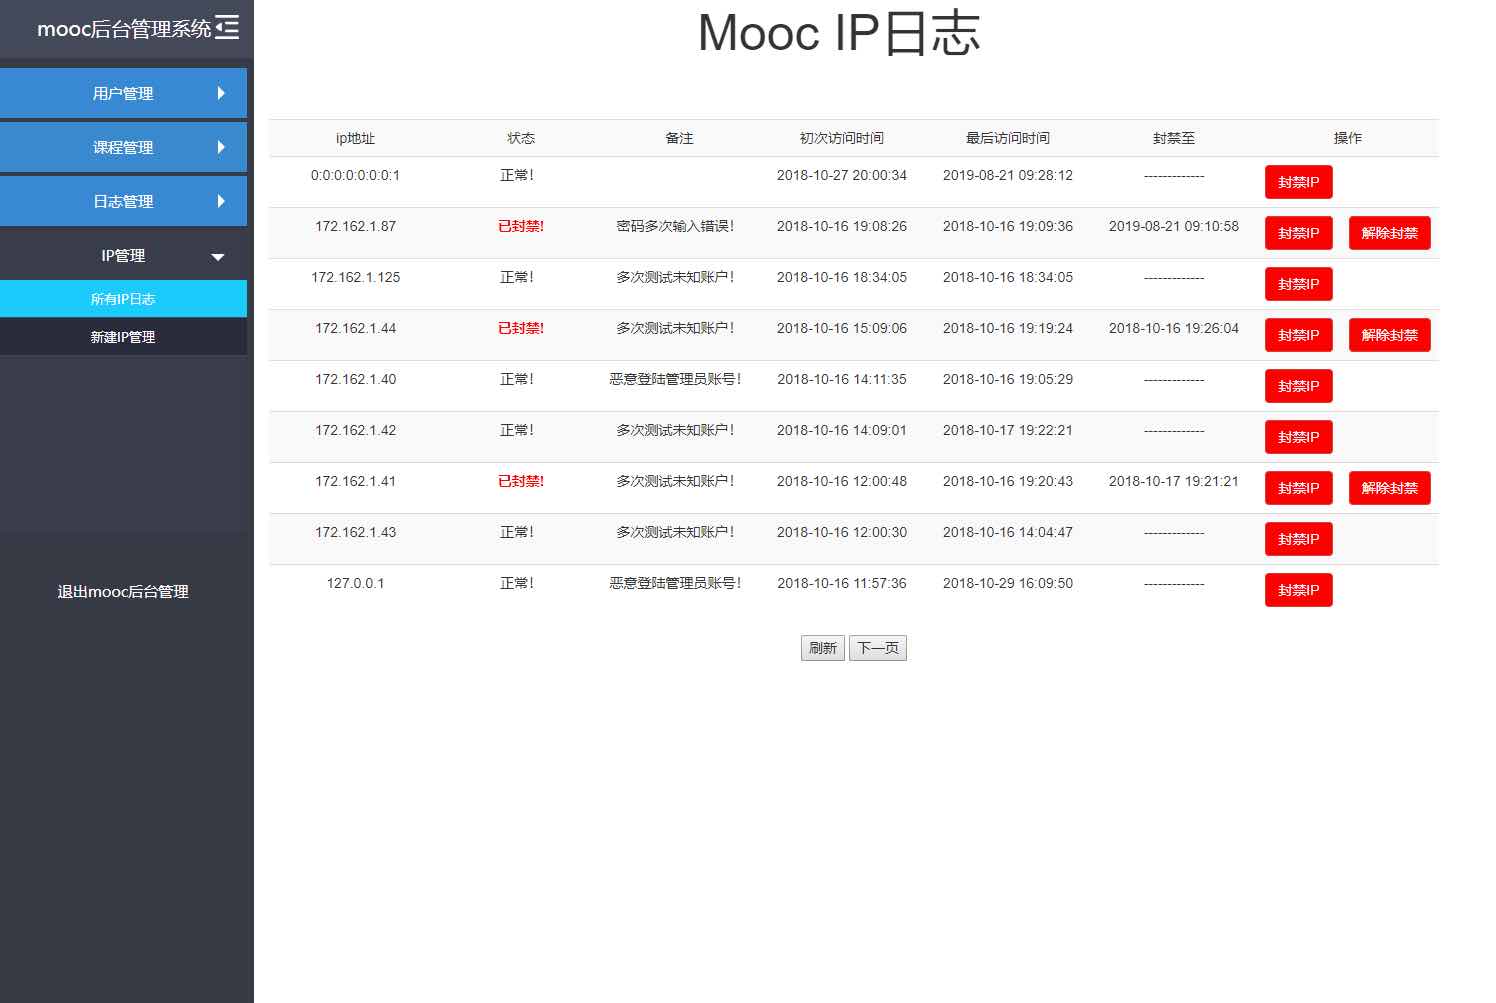 mooc后台管理系统
用户管理
课程管理
日志管理
IP管理
所有IP日志
新建IP管理
退出mooc后台管理
Mooc IP日志
ip地址 状态 备注 初次访问时间 最后访问时间 封禁至 操作
0:0:0:0:0:0:0:1 正常! 2018-10-27 20:00:34 2019-08-21 09:28:12 ------------- 封禁IP
172.162.1.87 已封禁! 密码多次输入错误! 2018-10-16 19:08:26 2018-10-16 19:09:36 2019-08-21 09:10:58 封禁IP 解除封禁
172.162.1.125 正常! 多次测试未知账户! 2018-10-16 18:34:05 2018-10-16 18:34:05 ------------- 封禁IP
172.162.1.44 已封禁! 多次测试未知账户! 2018-10-16 15:09:06 2018-10-16 19:19:24 2018-10-16 19:26:04 封禁IP 解除封禁
172.162.1.40 正常! 恶意登陆管理员账号! 2018-10-16 14:11:35 2018-10-16 19:05:29 ------------- 封禁IP
172.162.1.42 正常! 多次测试未知账户! 2018-10-16 14:09:01 2018-10-17 19:22:21 ------------- 封禁IP
172.162.1.41 已封禁! 多次测试未知账户! 2018-10-16 12:00:48 2018-10-16 19:20:43 2018-10-17 19:21:21 封禁IP 解除封禁
172.162.1.43 正常! 多次测试未知账户! 2018-10-16 12:00:30 2018-10-16 14:04:47 ------------- 封禁IP
127.0.0.1 正常! 恶意登陆管理员账号! 2018-10-16 11:57:36 2018-10-29 16:09:50 ------------- 封禁IP
刷新 下一页